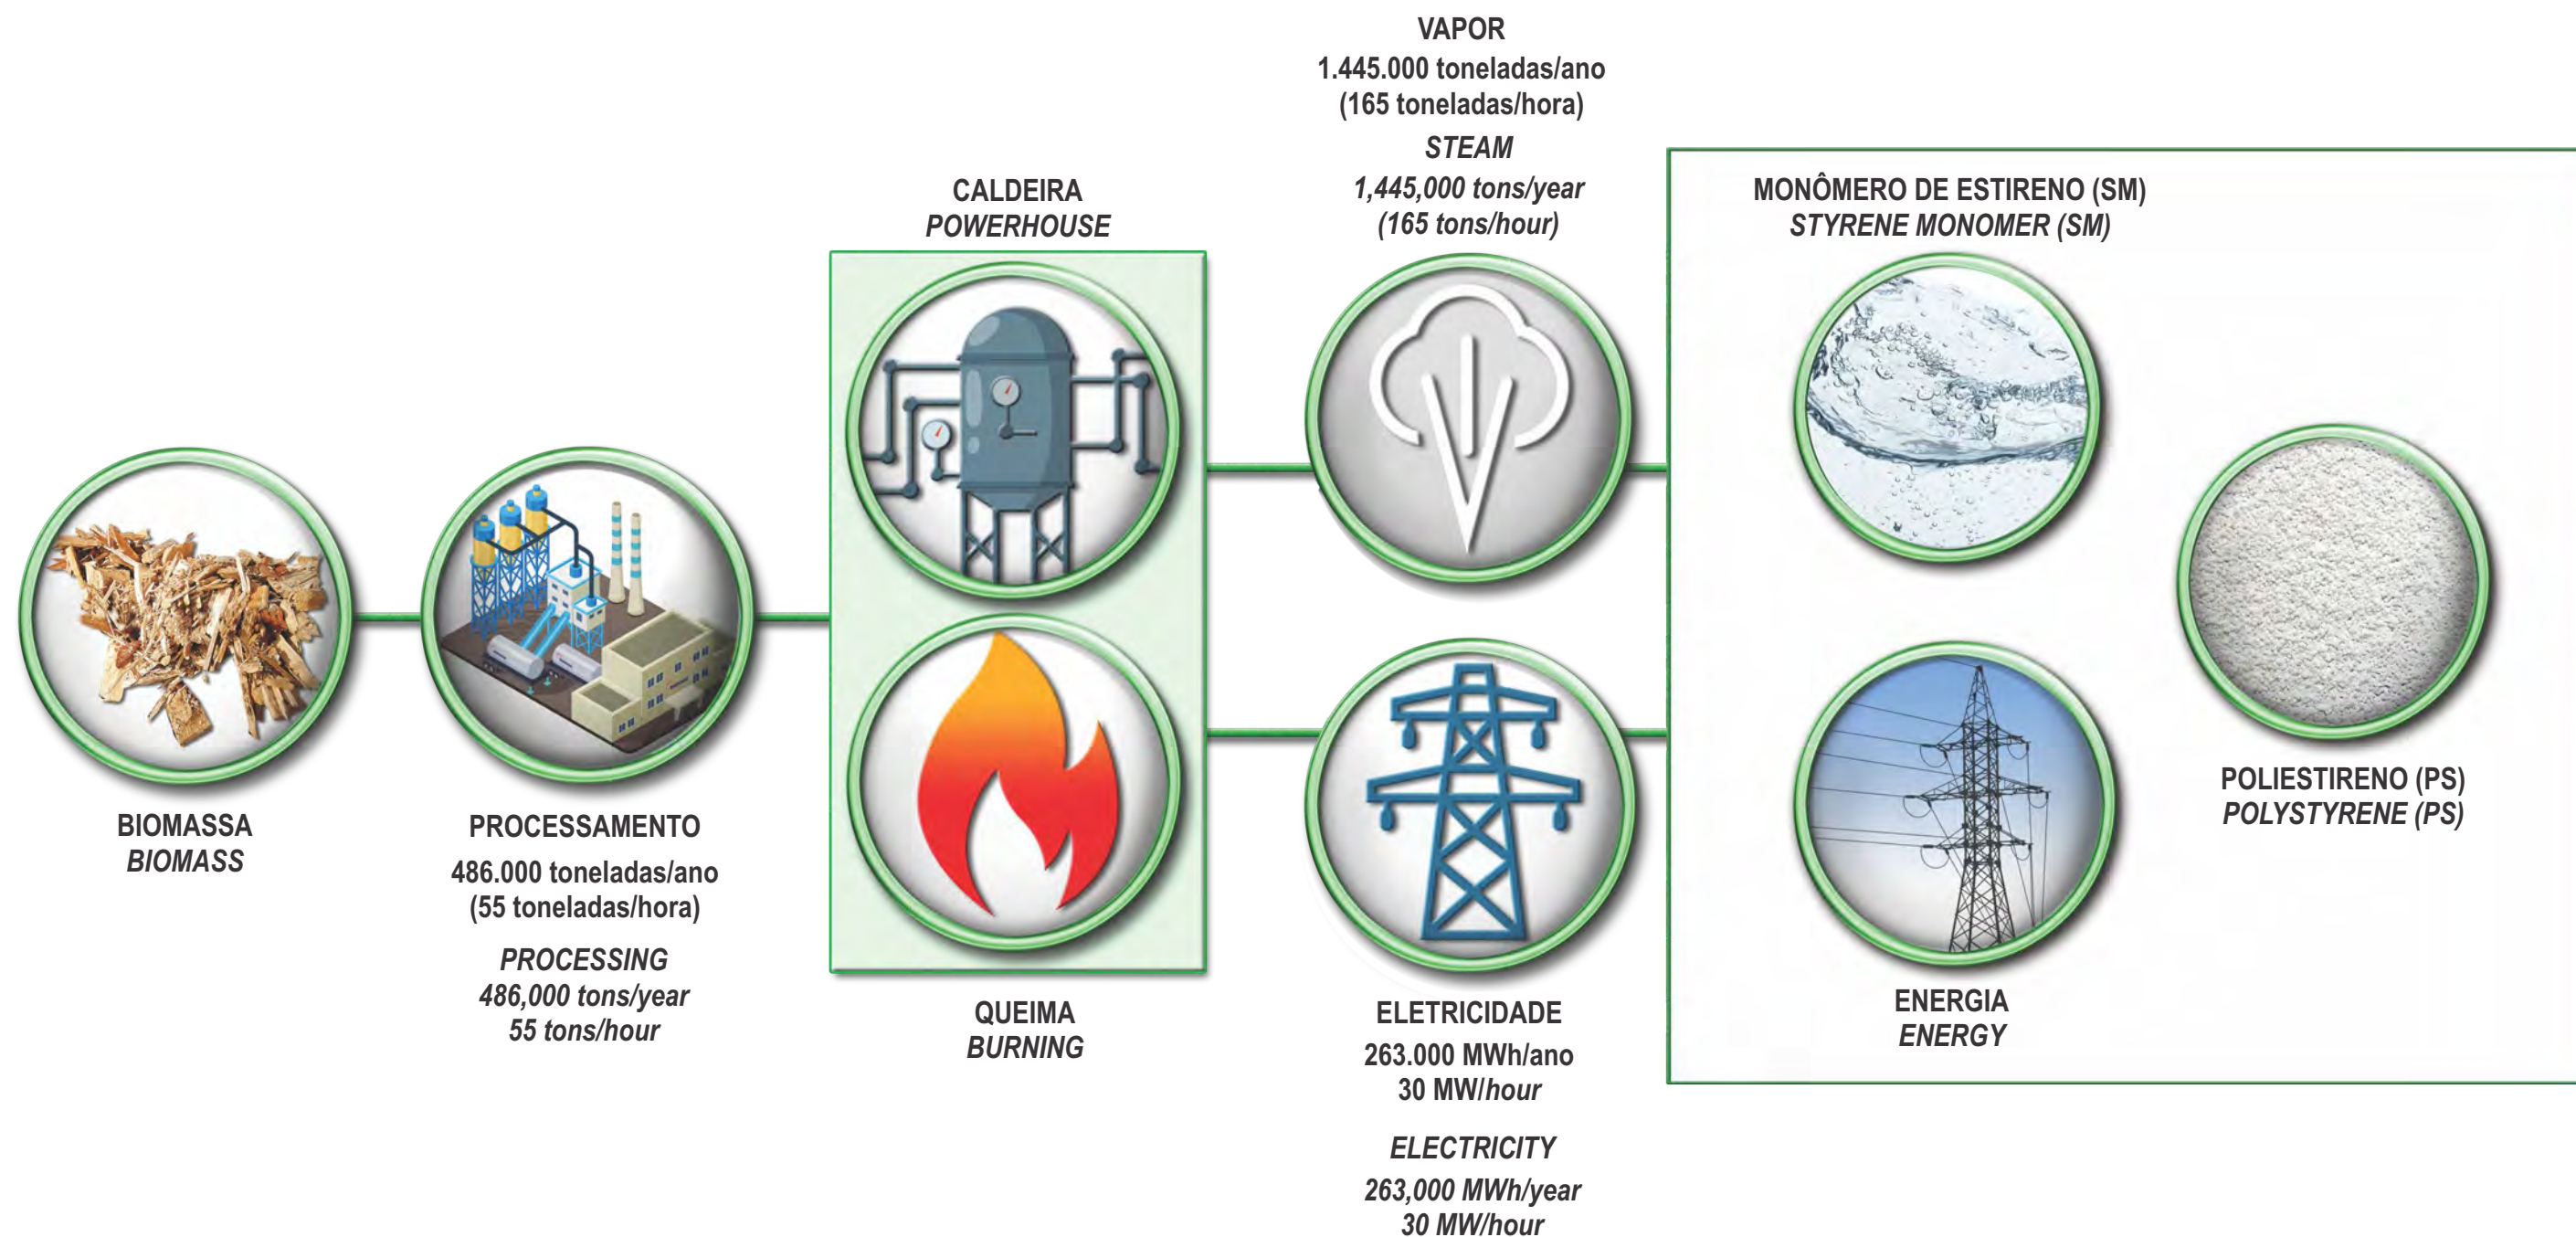 BIOMASSA
BIOMASS
PROCESSAMENTO
486.000 toneladas/ano
(55 toneladas/hora)
PROCESSING
486,000 tons/year
55 tons/hour
CALDEIRA
POWERHOUSE
QUEIMA
BURNING
VAPOR
1.445.000 toneladas/ano
(165 toneladas/hora)
STEAM
1,445,000 tons/year
(165 tons/hour)
ELETRICIDADE
263.000 MWh/ano
30 MW/hour
ELECTRICITY
263,000 MWh/year
30 MW/hour
MONÔMERO DE ESTIRENO (SM)
STYRENE MONOMER (SM)
ENERGIA
ENERGY
POLIESTIRENO (PS)
POLYSTYRENE (PS)